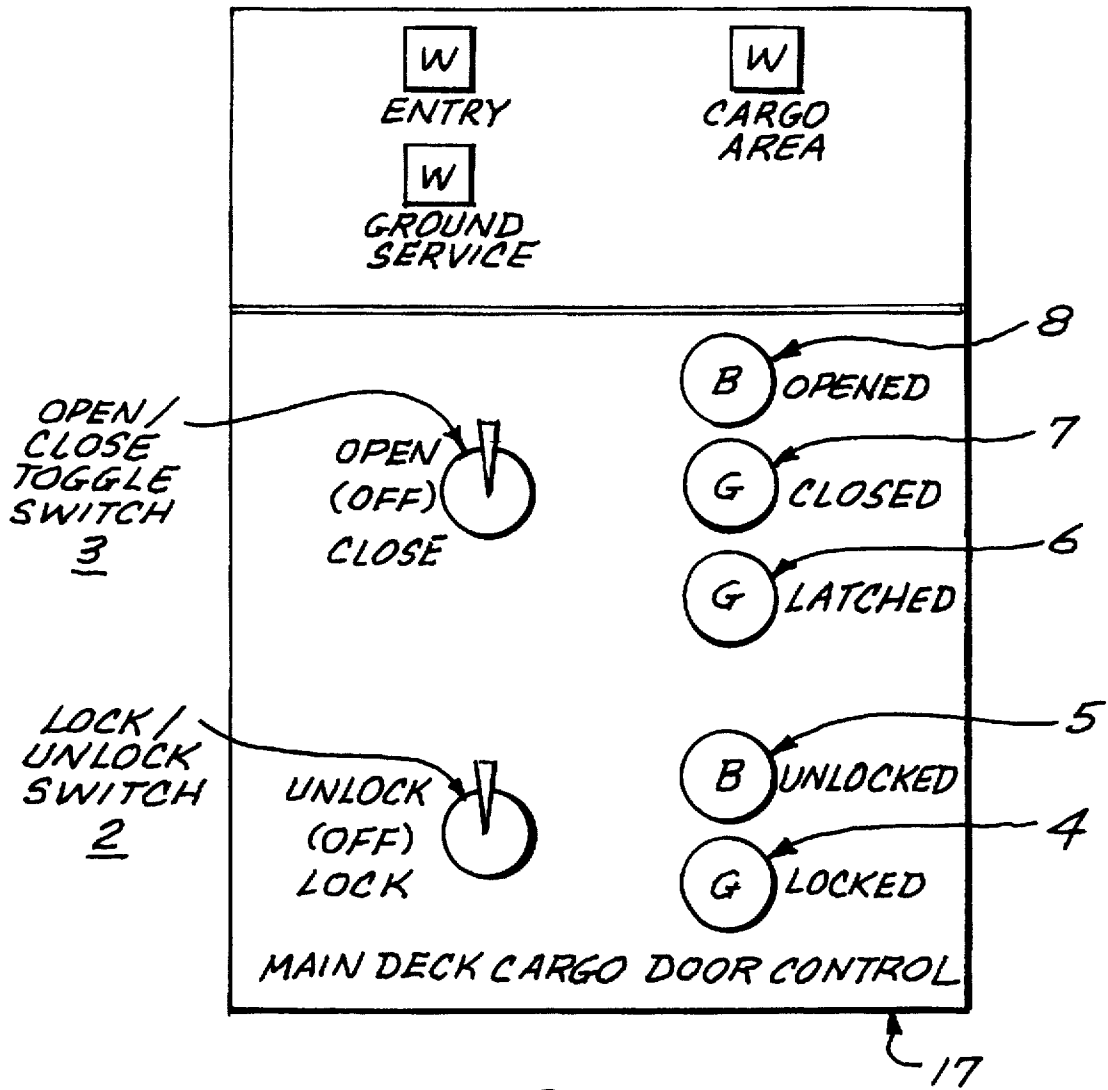 W
ENTRY
W
CARGO
AREA
W
GROUND
SERVICE
8
B OPENED
7
G CLOSED
6
G LATCHED
OPEN/
CLOSE
TOGGLE
SWITCH
3
OPEN
(OFF)
CLOSE
5
B UNLOCKED
4
G LOCKED
LOCK/
UNLOCK
SWITCH
2
UNLOCK
(OFF)
LOCK
MAIN DECK CARGO DOOR CONTROL
17